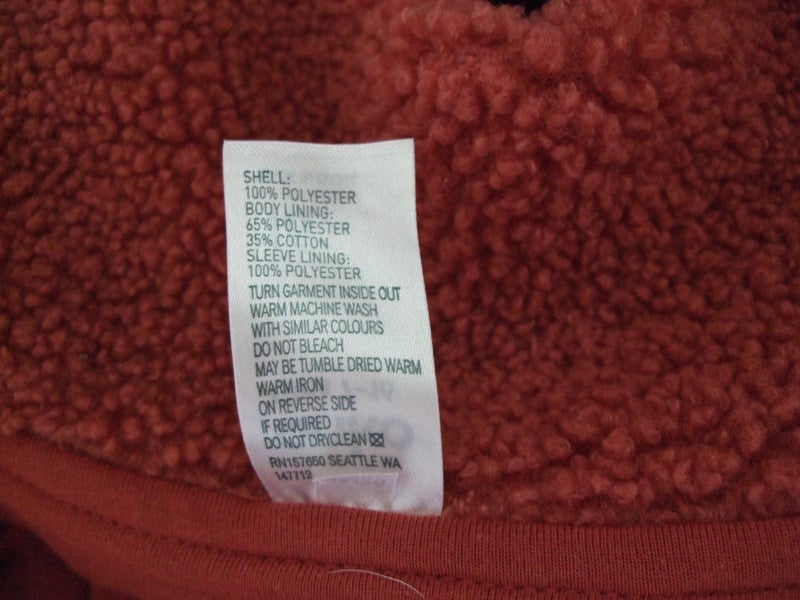 SHELL:
100% POLYESTER
BODY LINING:
65% POLYESTER
35% COTTON
SLEEVE LINING:
100% POLYESTER
TURN GARMENT INSIDE OUT
WARM MACHINE WASH
WITH SIMILAR COLOURS
DO NOT BLEACH
MAY BE TUMBLE DRIED WARM
WARM IRON
ON REVERSE SIDE
IF REQUIRED
DO NOT DRYCLEAN
RN157650 SEATTLE WA
147712